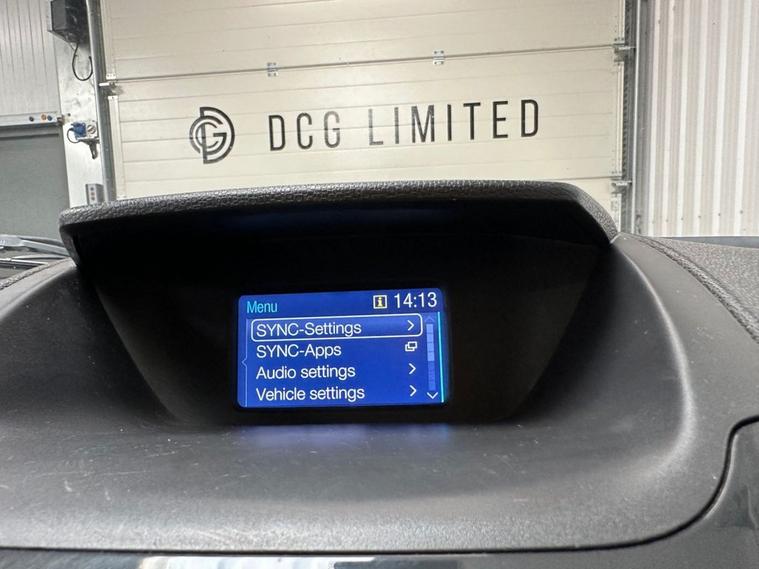 DCG LIMITED
Menu 14:13
SYNC-Settings
SYNC-Apps
Audio settings
Vehicle settings